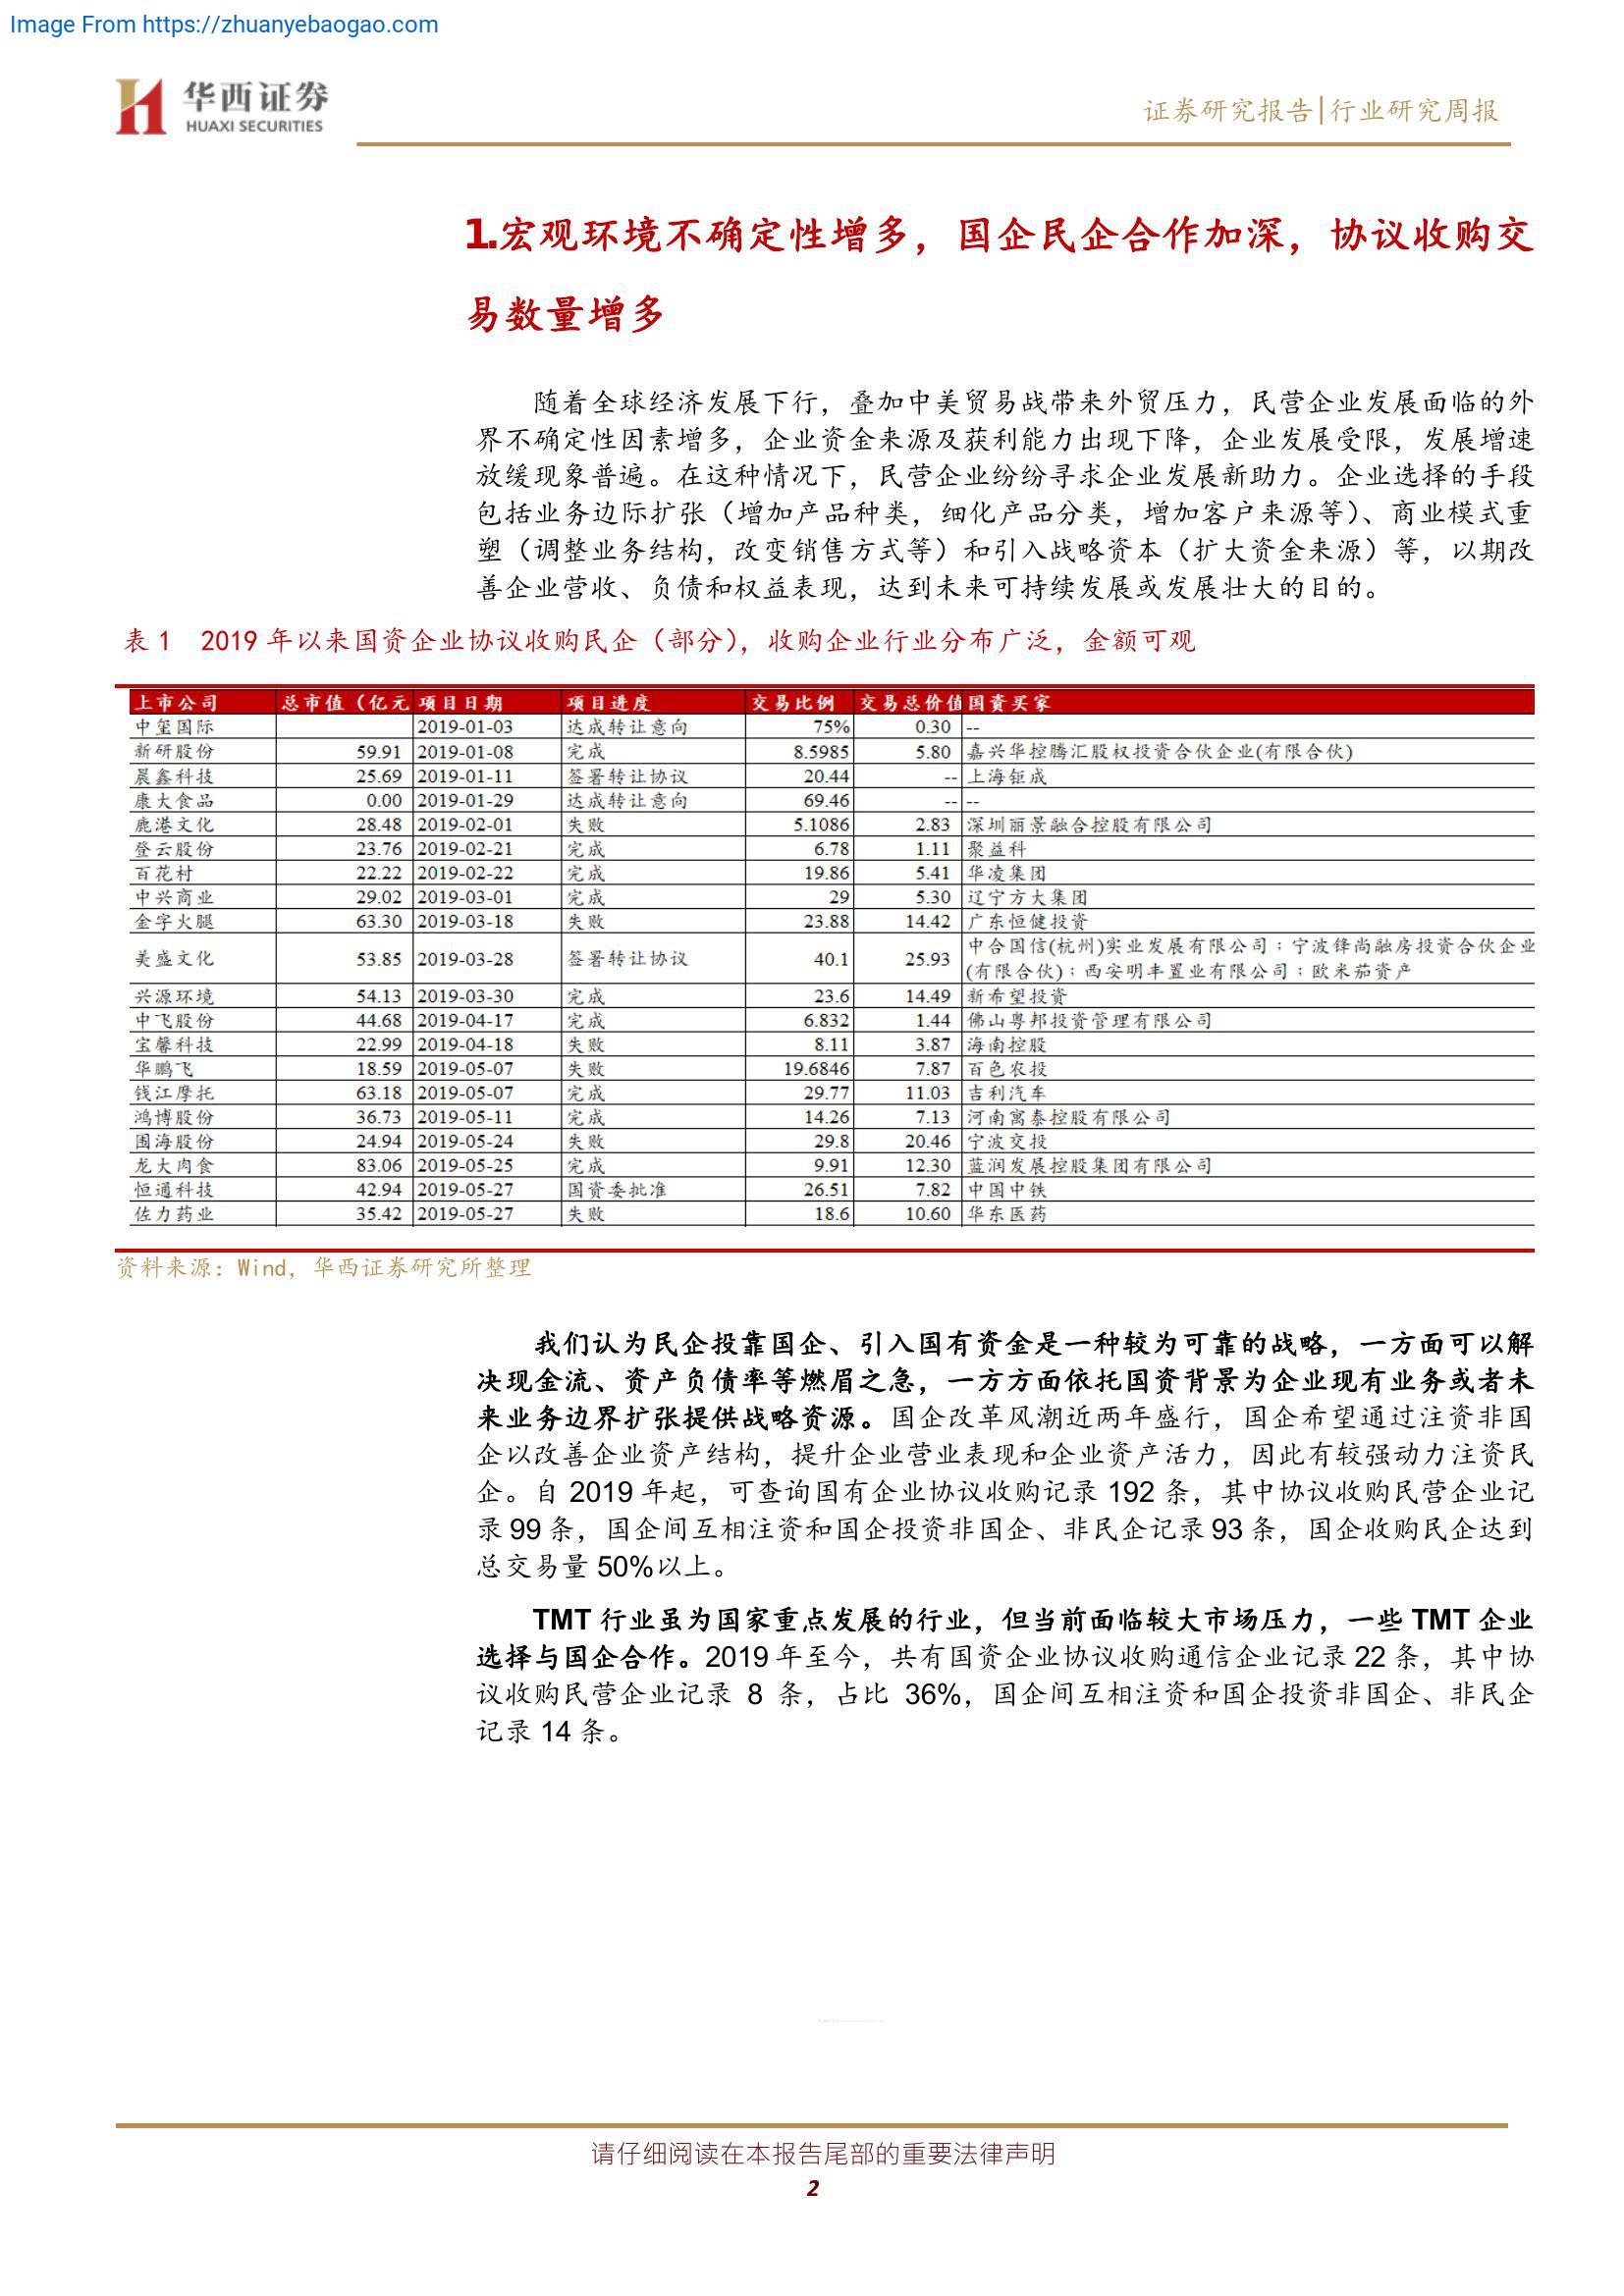 Image From https://zhuanyebaogao.com
华西证券
HUAXI SECURITIES
证券研究报告|行业研究周报
1.宏观环境不确定性增多，国企民企合作加深，协议收购交
易数量增多
随着全球经济发展下行，叠加中美贸易战带来外贸压力，民营企业发展面临的外
界不确定性因素增多，企业资金来源及获利能力出现下降，企业发展受限，发展增速
放缓现象普遍。在这种情况下，民营企业纷纷寻求企业发展新助力。企业选择的手段
包括业务边际扩张（增加产品种类，细化产品分类，增加客户来源等）、商业模式重
塑（调整业务结构，改变销售方式等）和引入战略资本（扩大资金来源）等，以期改
善企业营收、负债和权益表现，达到未来可持续发展或发展壮大的目的。
表 1 2019 年以来国资企业协议收购民企（部分），收购企业行业分布广泛，金额可观
上市公司 总市值（亿元 项目日期 项目进度 交易比例 交易总价值 国资买家
中玺国际 2019-01-03 达成转让意向 75% 0.30 --
新研股份 59.91 2019-01-08 完成 8.5985 5.80 嘉兴华控腾汇股权投资合伙企业(有限合伙)
晨鑫科技 25.69 2019-01-11 签署转让协议 20.44 -- 上海钜成
康大食品 0.00 2019-01-29 达成转让意向 69.46 -- --
鹿港文化 28.48 2019-02-01 失败 5.1086 2.83 深圳丽景融合控股有限公司
登云股份 23.76 2019-02-21 完成 6.78 1.11 聚益科
百花村 22.22 2019-02-22 完成 19.86 5.41 华凌集团
中兴商业 29.02 2019-03-01 完成 29 5.30 辽宁方大集团
金字火腿 63.30 2019-03-18 失败 23.88 14.42 广东恒健投资
美盛文化 53.85 2019-03-28 签署转让协议 40.1 25.93 中合国信(杭州)实业发展有限公司；宁波锋尚融房投资合伙企业
(有限合伙)；西安明丰置业有限公司；欧米茄资产
兴源环境 54.13 2019-03-30 完成 23.6 14.49 新希望投资
中飞股份 44.68 2019-04-17 完成 6.832 1.44 佛山粤邦投资管理有限公司
宝馨科技 22.99 2019-04-18 失败 8.11 3.87 海南控股
华鹏飞 18.59 2019-05-07 失败 19.6846 7.87 百色农投
钱江摩托 63.18 2019-05-07 完成 29.77 11.03 吉利汽车
鸿博股份 36.73 2019-05-11 完成 14.26 7.13 河南寓泰控股有限公司
围海股份 24.94 2019-05-24 失败 29.8 20.46 宁波交投
龙大肉食 83.06 2019-05-25 完成 9.91 12.30 蓝润发展控股集团有限公司
恒通科技 42.94 2019-05-27 国资委批准 26.51 7.82 中国中铁
佐力药业 35.42 2019-05-27 失败 18.6 10.60 华东医药
资料来源：Wind，华西证券研究所整理
我们认为民企投靠国企、引入国有资金是一种较为可靠的战略，一方面可以解
决现金流、资产负债率等燃眉之急，一方方面依托国资背景为企业现有业务或者未
来业务边界扩张提供战略资源。国企改革风潮近两年盛行，国企希望通过注资非国
企以改善企业资产结构，提升企业营业表现和企业资产活力，因此有较强动力注资民
企。自 2019 年起，可查询国有企业协议收购记录 192 条，其中协议收购民营企业记
录 99 条，国企间互相注资和国企投资非国企、非民企记录 93 条，国企收购民企达到
总交易量 50%以上。
TMT 行业虽为国家重点发展的行业，但当前面临较大市场压力，一些 TMT 企业
选择与国企合作。2019 年至今，共有国资企业协议收购通信企业记录 22 条，其中协
议收购民营企业记录 8 条，占比 36%，国企间互相注资和国企投资非国企、非民企
记录 14 条。
请仔细阅读在本报告尾部的重要法律声明
2